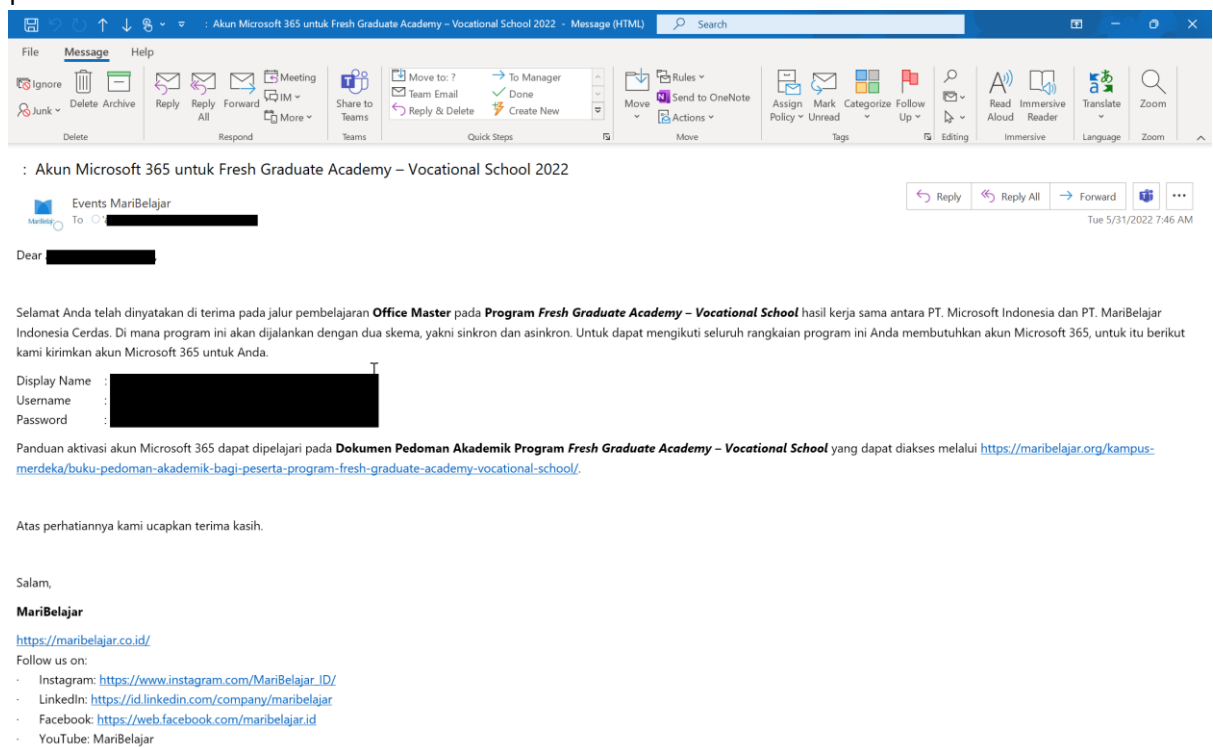 : Akun Microsoft 365 untuk Fresh Graduate Academy – Vocational School 2022 - Message (HTML)
Search
File Message Help
Ignore
Junk
Delete
Archive
Reply
Reply All
Forward
Meeting
IM
More
Share to Teams
Move to: ?
Team Email
Reply & Delete
To Manager
Done
Create New
Move
Rules
Send to OneNote
Actions
Assign Policy
Mark Unread
Categorize
Follow Up
Read Aloud
Immersive Reader
Translate
Zoom
Delete Respond Teams Quick Steps Move Tags Editing Immersive Language Zoom
: Akun Microsoft 365 untuk Fresh Graduate Academy – Vocational School 2022
Reply Reply All Forward
Events MariBelajar
To
Tue 5/31/2022 7:46 AM
Dear
Selamat Anda telah dinyatakan di terima pada jalur pembelajaran Office Master pada Program Fresh Graduate Academy – Vocational School hasil kerja sama antara PT. Microsoft Indonesia dan PT. MariBelajar
Indonesia Cerdas. Di mana program ini akan dijalankan dengan dua skema, yakni sinkron dan asinkron. Untuk dapat mengikuti seluruh rangkaian program ini Anda membutuhkan akun Microsoft 365, untuk itu berikut
kami kirimkan akun Microsoft 365 untuk Anda.
Display Name :
Username :
Password :
Panduan aktivasi akun Microsoft 365 dapat dipelajari pada Dokumen Pedoman Akademik Program Fresh Graduate Academy – Vocational School yang dapat diakses melalui https://maribelajar.org/kampus-
merdeka/buku-pedoman-akademik-bagi-peserta-program-fresh-graduate-academy-vocational-school/.
Atas perhatiannya kami ucapkan terima kasih.
Salam,
MariBelajar
https://maribelajar.co.id/
Follow us on:
· Instagram: https://www.instagram.com/MariBelajar_ID/
· LinkedIn: https://id.linkedin.com/company/maribelajar
· Facebook: https://web.facebook.com/maribelajar.id
· YouTube: MariBelajar